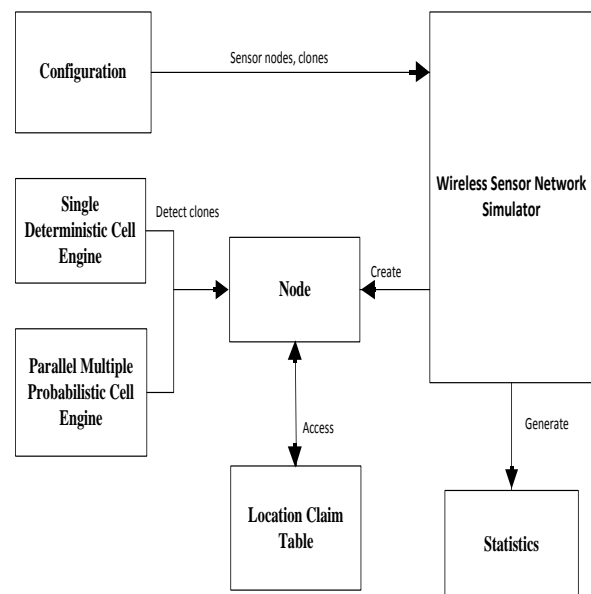 Configuration
Sensor nodes, clones
Wireless Sensor Network
Simulator
Single
Deterministic Cell
Engine
Detect clones
Node
Create
Parallel Multiple
Probabilistic Cell
Engine
Access
Generate
Location Claim
Table
Statistics